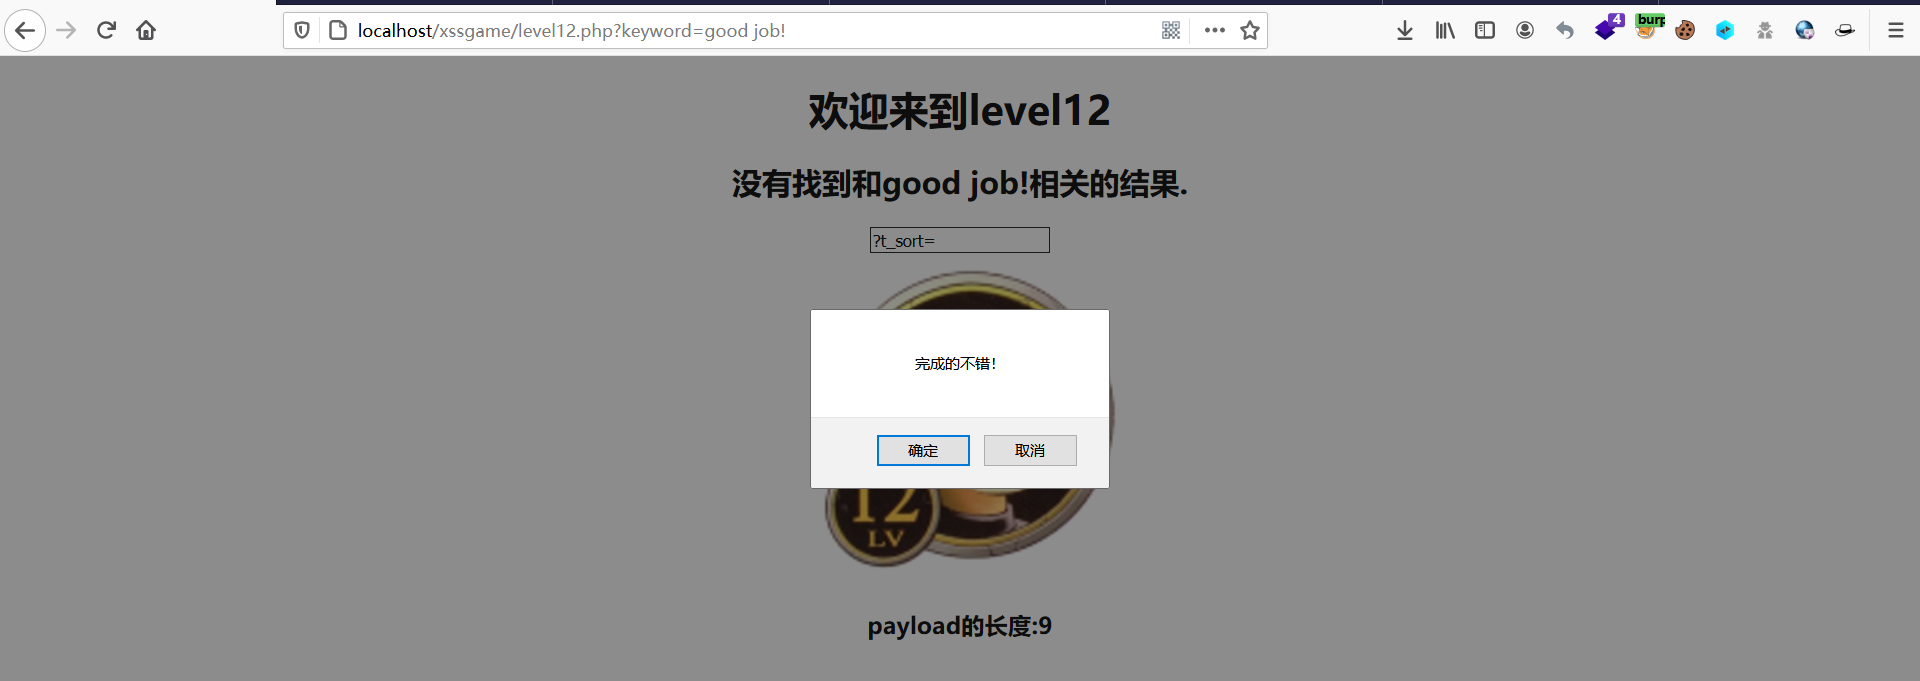 localhost/xssgame/level12.php?keyword=good job!
4
burp
欢迎来到level12
没有找到和good job!相关的结果.
?t_sort=
完成的不错!
确定
取消
12
LV
payload的长度:9